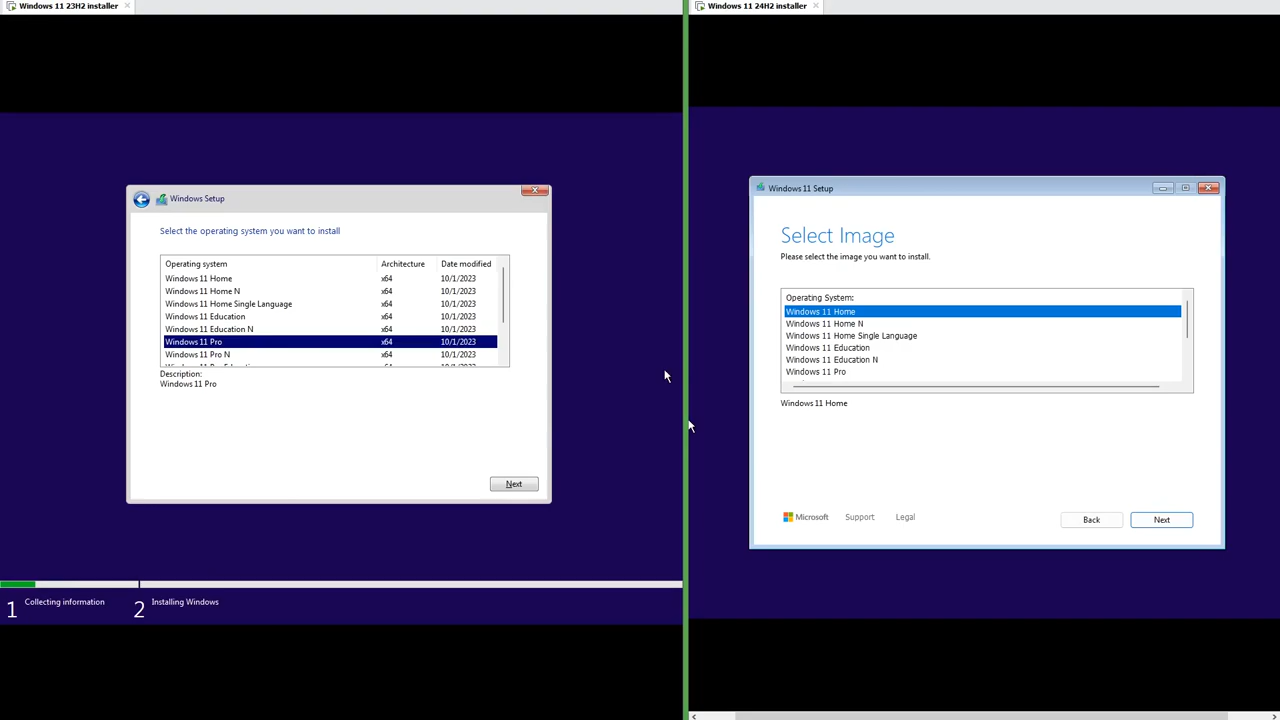 Windows 11 23H2 installer
Windows Setup
Select the operating system you want to install
Operating system Architecture Date modified
Windows 11 Home x64 10/1/2023
Windows 11 Home N x64 10/1/2023
Windows 11 Home Single Language x64 10/1/2023
Windows 11 Education x64 10/1/2023
Windows 11 Education N x64 10/1/2023
Windows 11 Pro x64 10/1/2023
Windows 11 Pro N x64 10/1/2023
Description:
Windows 11 Pro
Next
1 Collecting information 2 Installing Windows
Windows 11 24H2 installer
Windows 11 Setup
Select Image
Please select the image you want to install.
Operating System:
Windows 11 Home
Windows 11 Home N
Windows 11 Home Single Language
Windows 11 Education
Windows 11 Education N
Windows 11 Pro
Windows 11 Home
Microsoft Support Legal Back Next